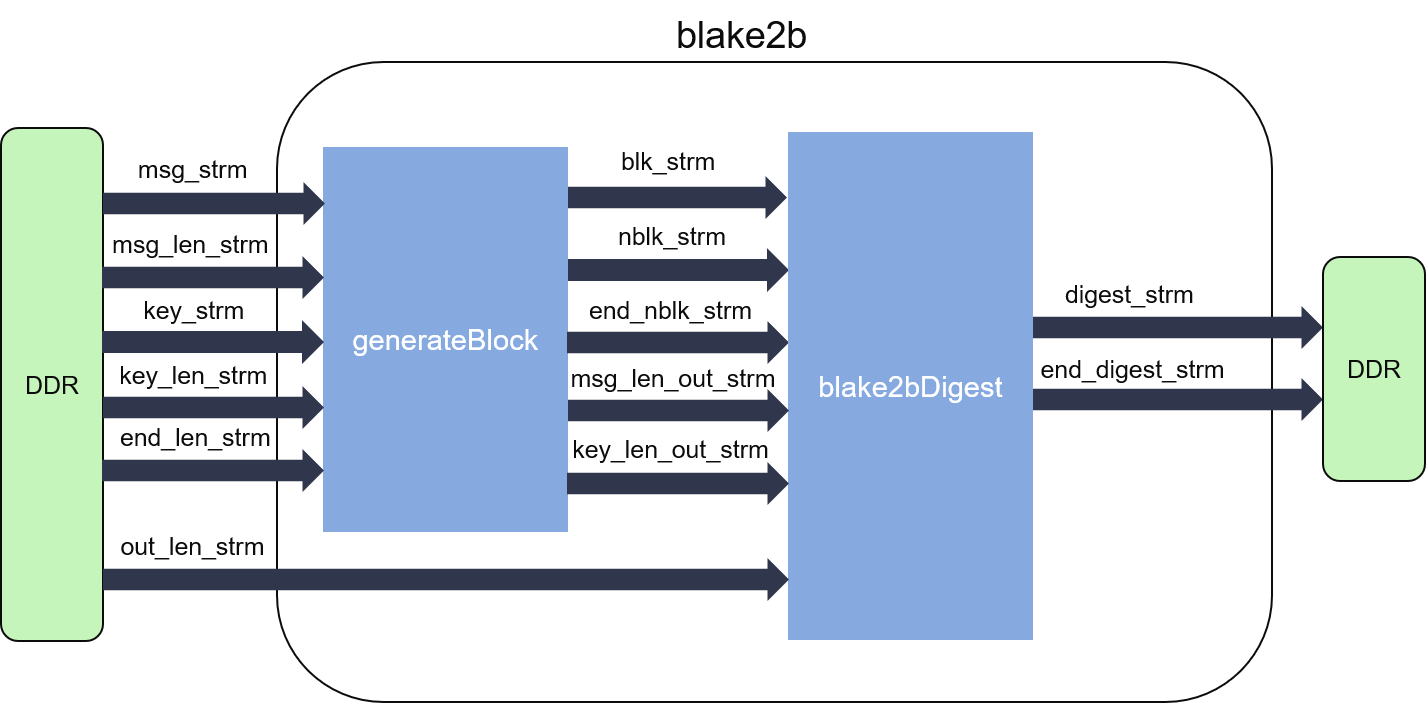 blake2b
DDR
msg_strm
msg_len_strm
key_strm
key_len_strm
end_len_strm
out_len_strm
generateBlock
blk_strm
nblk_strm
end_nblk_strm
msg_len_out_strm
key_len_out_strm
blake2bDigest
digest_strm
end_digest_strm
DDR